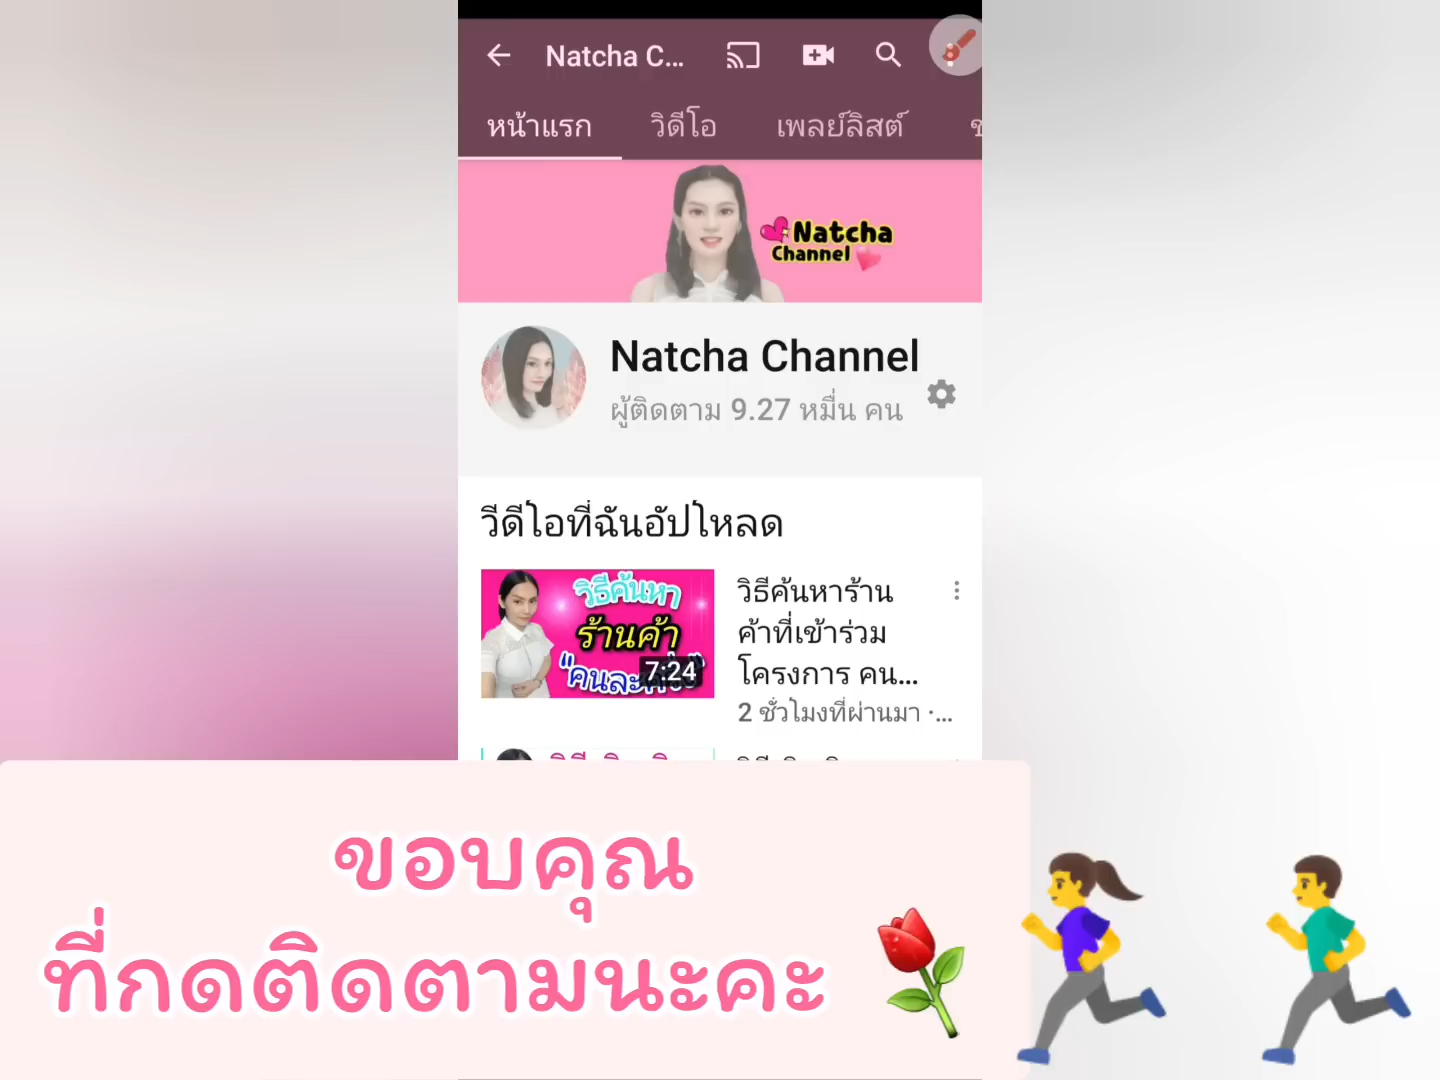 Natcha C...
หน้าแรก วิดีโอ เพลย์ลิสต์
Natcha
Channel
Natcha Channel
ผู้ติดตาม 9.27 หมื่น คน
วีดีโอที่ฉันอัปโหลด
วิธีค้นหา
ร้านค้า
7:24
วิธีค้นหาร้าน
ค้าที่เข้าร่วม
โครงการ คน...
2 ชั่วโมงที่ผ่านมา ·...
ขอบคุณ
ที่กดติดตามนะคะ